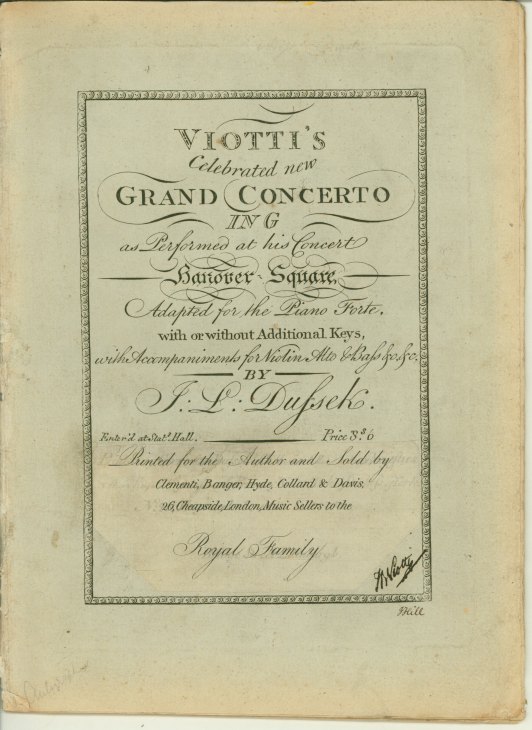 VIOTTI'S
Celebrated new
GRAND CONCERTO
IN G
as Performed at his Concert
Hanover Square,
Adapted for the Piano Forte,
with or without Additional Keys,
with Accompaniments for Violin Alto & Bass &c. &c.
BY
J: L: Dufsek.
Enter'd at Stat.s Hall. Price 8.s 6
Printed for the Author and Sold by
Clementi, Banger, Hyde, Collard & Davis,
26, Cheapside, London, Music Sellers to the
Royal Family
Viotti
Hill